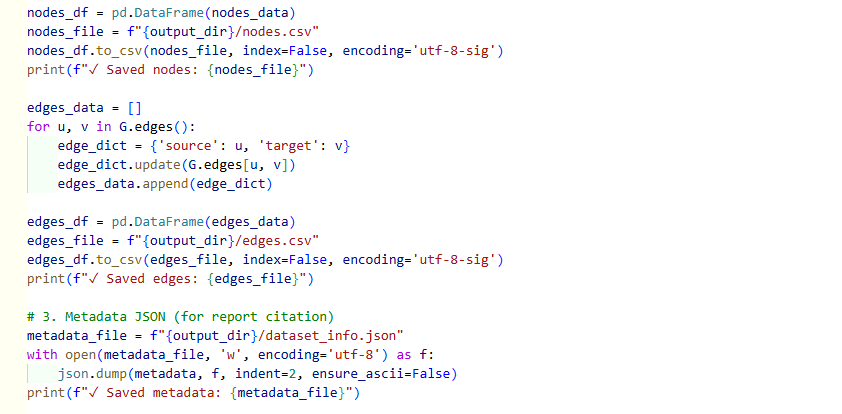 nodes_df = pd.DataFrame(nodes_data)
nodes_file = f"{output_dir}/nodes.csv"
nodes_df.to_csv(nodes_file, index=False, encoding='utf-8-sig')
print(f"✓ Saved nodes: {nodes_file}")

edges_data = []
for u, v in G.edges():
    edge_dict = {'source': u, 'target': v}
    edge_dict.update(G.edges[u, v])
    edges_data.append(edge_dict)

edges_df = pd.DataFrame(edges_data)
edges_file = f"{output_dir}/edges.csv"
edges_df.to_csv(edges_file, index=False, encoding='utf-8-sig')
print(f"✓ Saved edges: {edges_file}")

# 3. Metadata JSON (for report citation)
metadata_file = f"{output_dir}/dataset_info.json"
with open(metadata_file, 'w', encoding='utf-8') as f:
    json.dump(metadata, f, indent=2, ensure_ascii=False)
print(f"✓ Saved metadata: {metadata_file}")